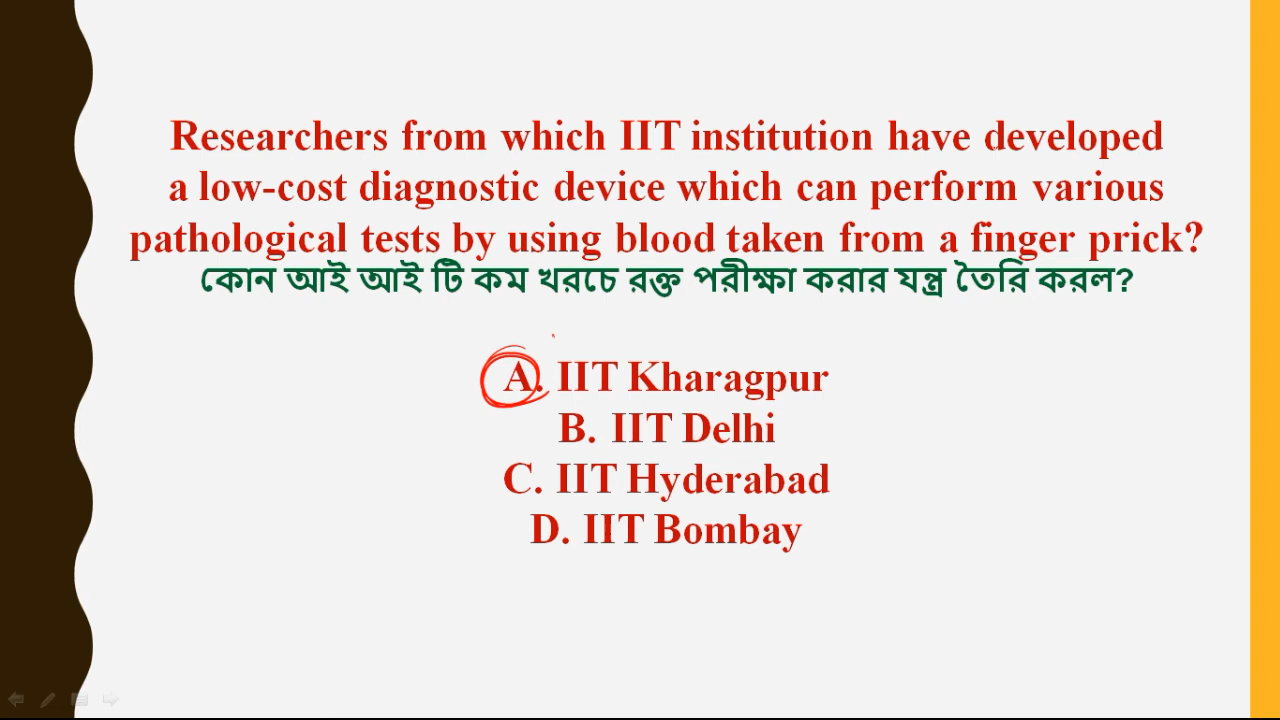 Researchers from which IIT institution have developed
a low-cost diagnostic device which can perform various
pathological tests by using blood taken from a finger prick?
কোন আই আই টি কম খরচে রক্ত পরীক্ষা করার যন্ত্র তৈরি করল?
A. IIT Kharagpur
B. IIT Delhi
C. IIT Hyderabad
D. IIT Bombay